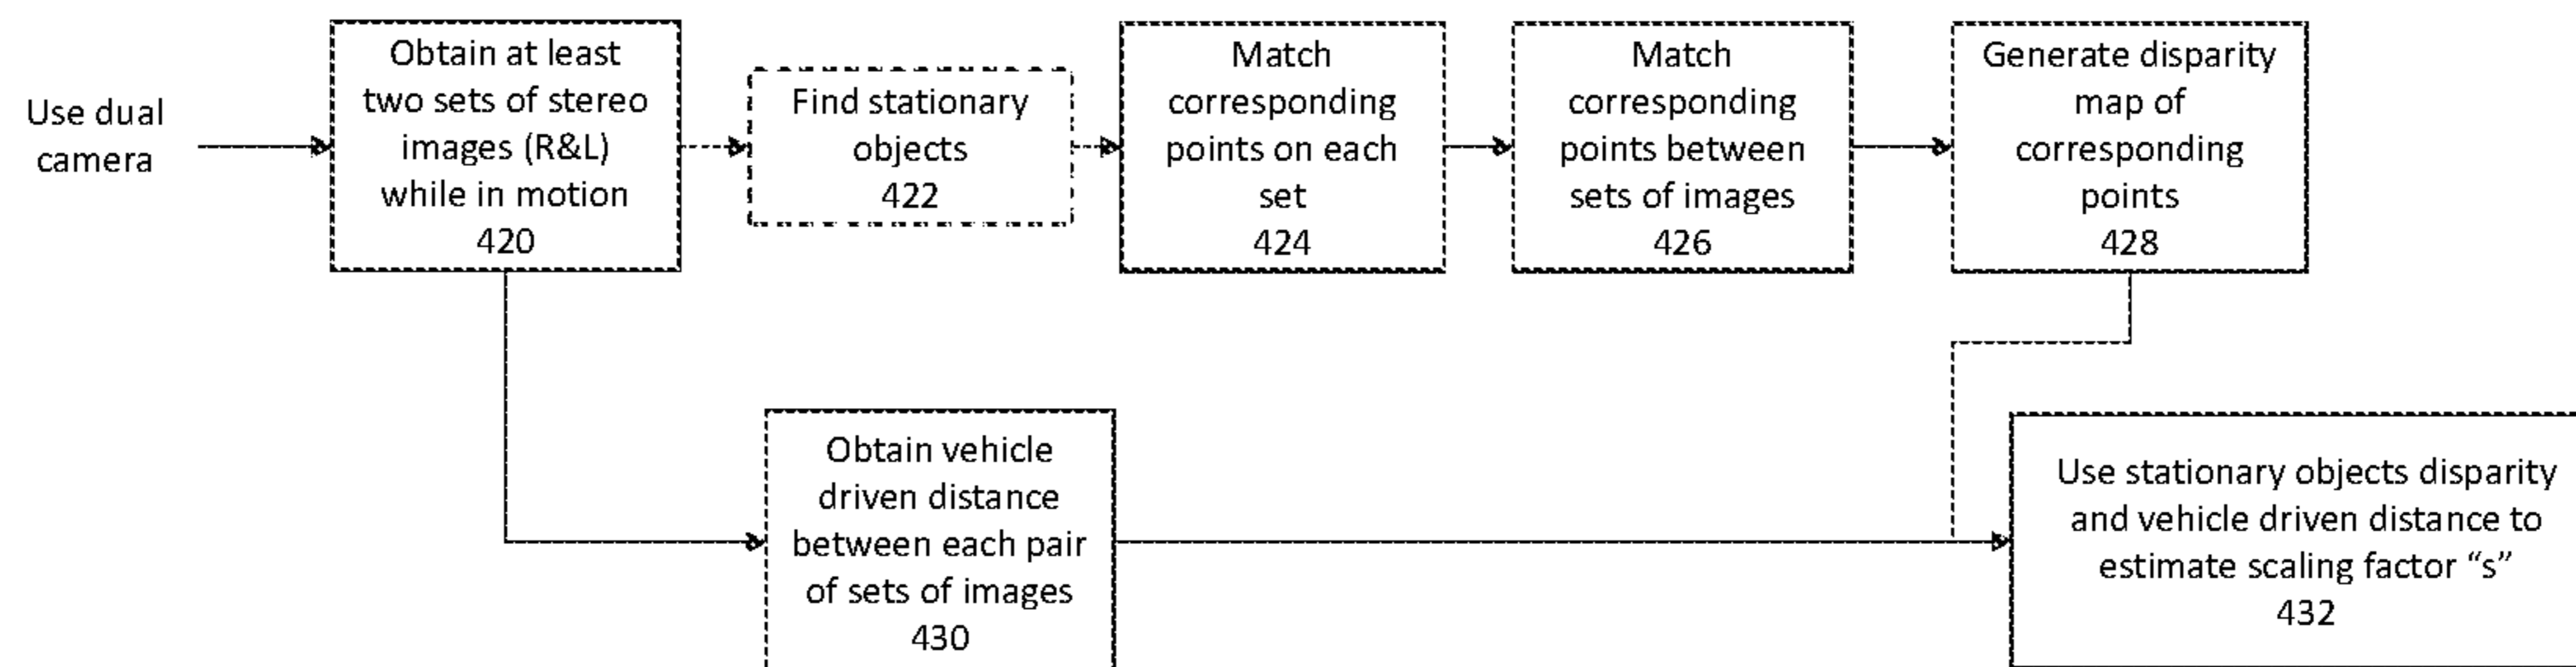 Use dual
camera
Obtain at least
two sets of stereo
images (R&L)
while in motion
420
Find stationary
objects
422
Match
corresponding
points on each
set
424
Match
corresponding
points between
sets of images
426
Generate disparity
map of
corresponding
points
428
Obtain vehicle
driven distance
between each pair
of sets of images
430
Use stationary objects disparity
and vehicle driven distance to
estimate scaling factor “s”
432